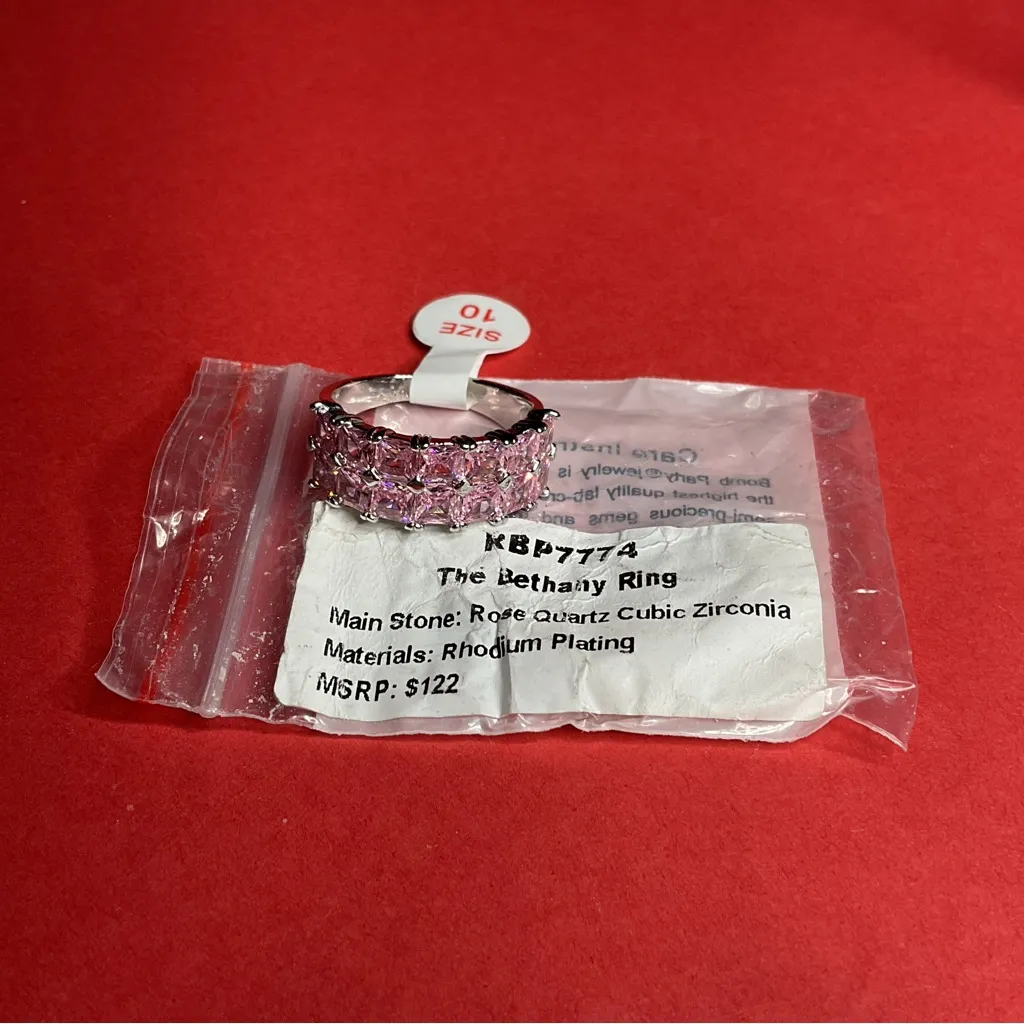 SIZE
10
Care Instr
Bomb Party® jewelry is
the highest quality lab-cr
semi-precious gems and
RBP7774
The Bethany Ring
Main Stone: Rose Quartz Cubic Zirconia
Materials: Rhodium Plating
MSRP: $122